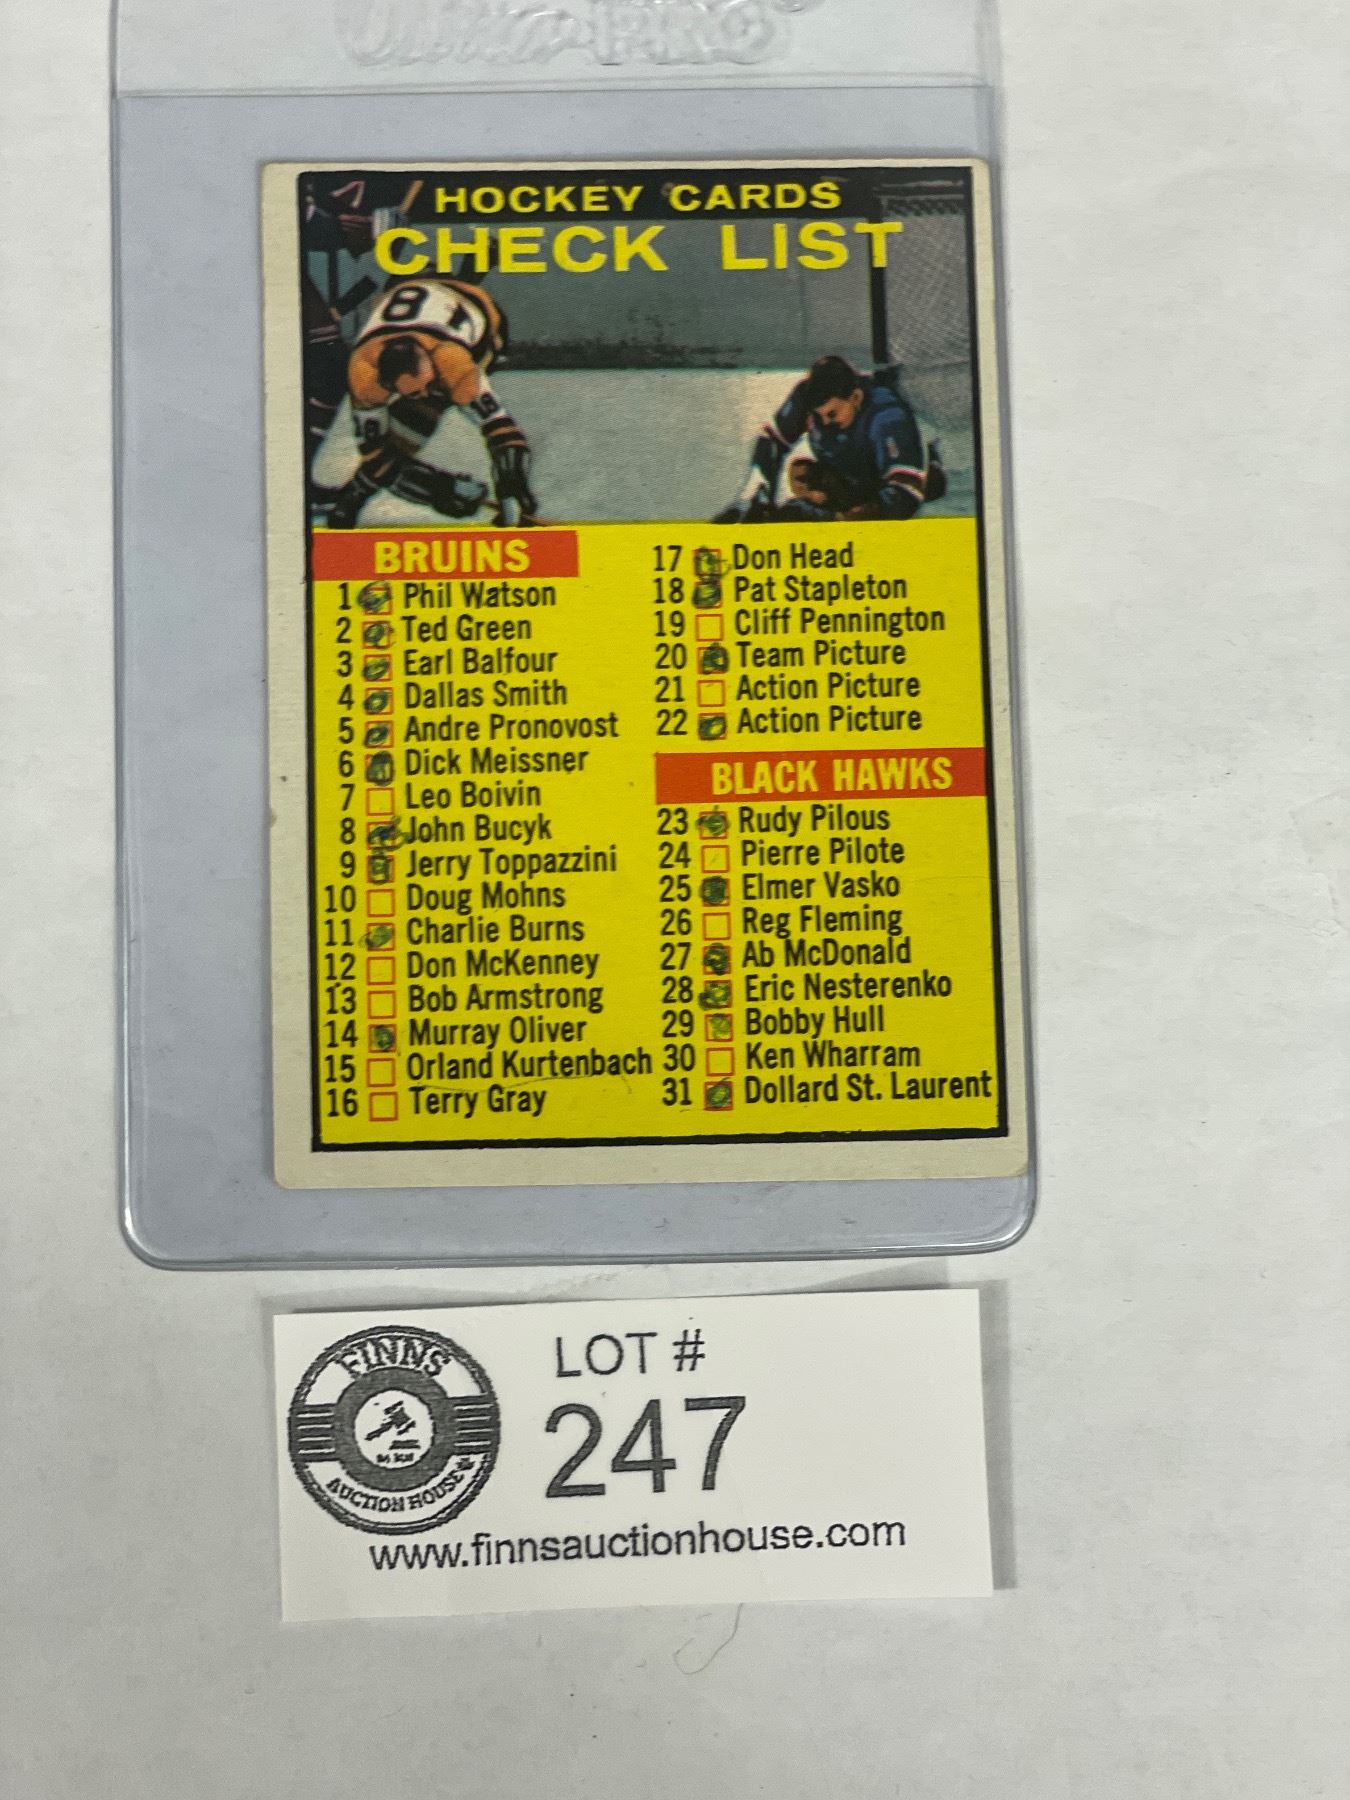 HOCKEY CARDS
CHECK LIST
BRUINS
1 Phil Watson
2 Ted Green
3 Earl Balfour
4 Dallas Smith
5 Andre Pronovost
6 Dick Meissner
7 Leo Boivin
8 John Bucyk
9 Jerry Toppazzini
10 Doug Mohns
11 Charlie Burns
12 Don McKenney
13 Bob Armstrong
14 Murray Oliver
15 Orland Kurtenbach
16 Terry Gray
17 Don Head
18 Pat Stapleton
19 Cliff Pennington
20 Team Picture
21 Action Picture
22 Action Picture
BLACK HAWKS
23 Rudy Pilous
24 Pierre Pilote
25 Elmer Vasko
26 Reg Fleming
27 Ab McDonald
28 Eric Nesterenko
29 Bobby Hull
30 Ken Wharram
31 Dollard St. Laurent
18
18
1
FINNS
AUCTION HOUSE
LOT #
247
www.finnsauctionhouse.com